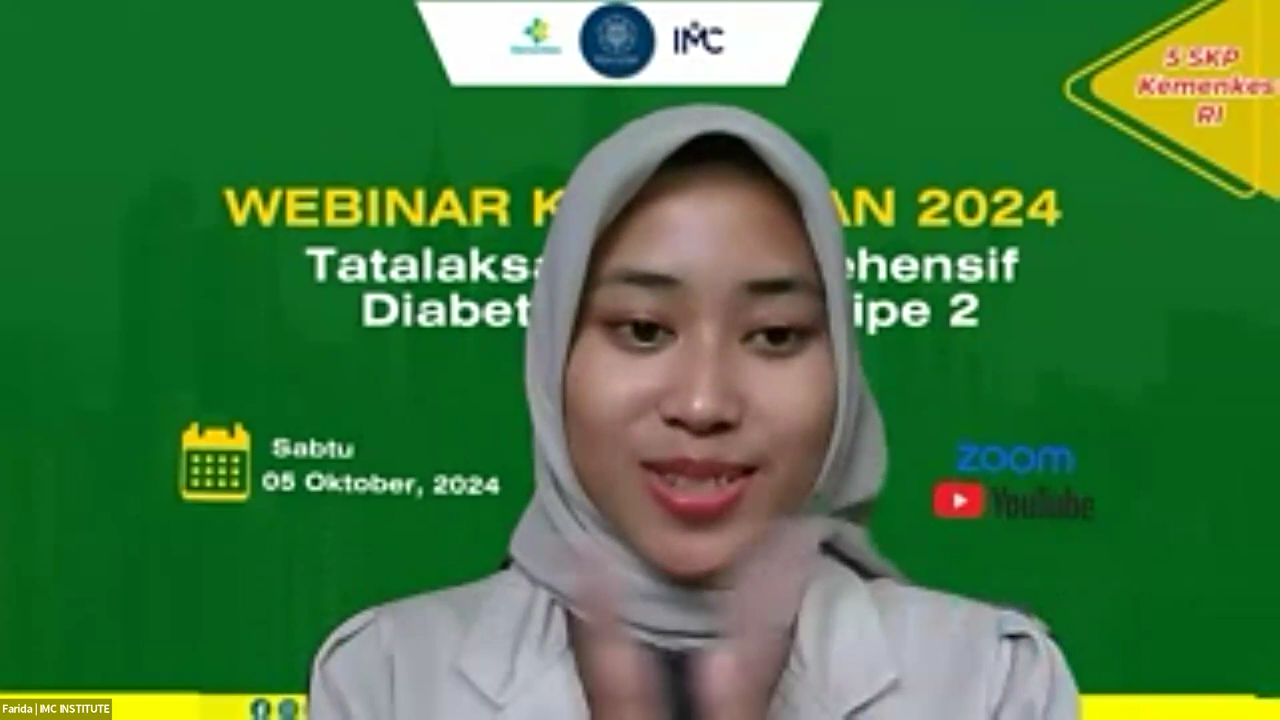 IMC
5 SKP
Kemenkes
RI
WEBINAR K AN 2024
Tatalaksa ehensif
Diabet ipe 2
Sabtu
05 Oktober, 2024
zoom
YouTube
Farida | IMC INSTITUTE